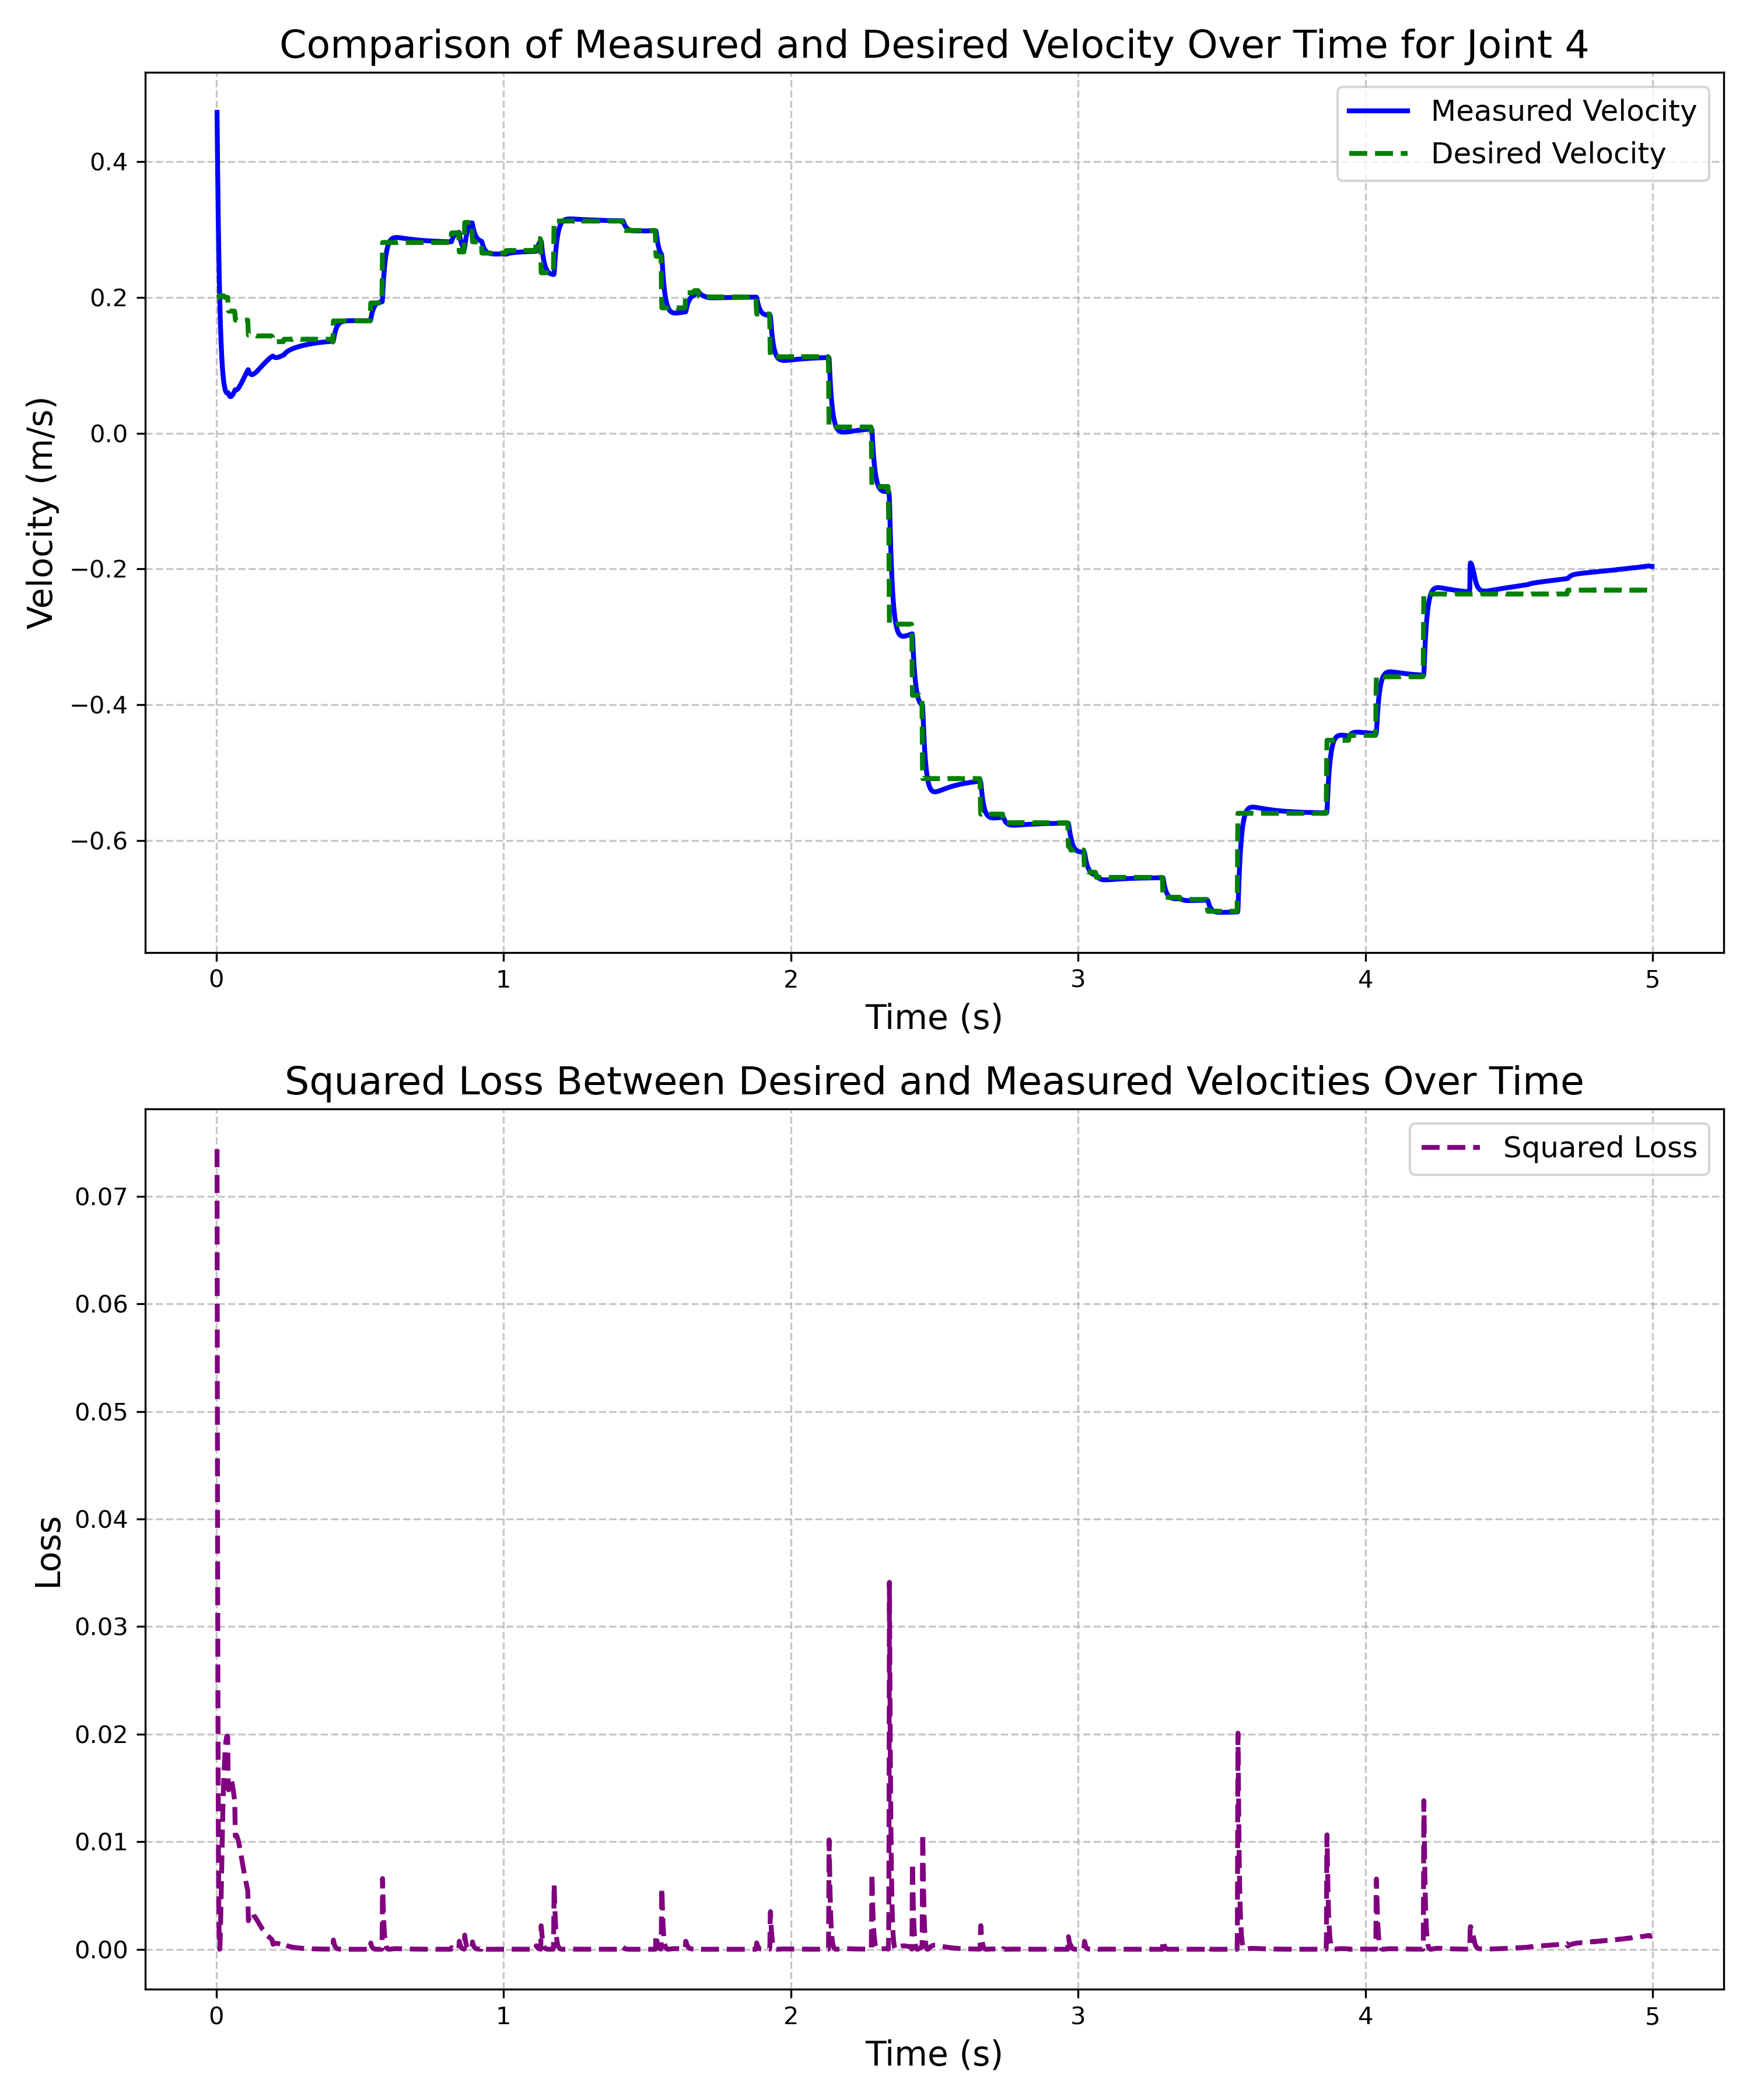 Comparison of Measured and Desired Velocity Over Time for Joint 4
Measured Velocity
Desired Velocity
Velocity (m/s)
0.4
0.2
0.0
−0.2
−0.4
−0.6
0 1 2 3 4 5
Time (s)
Squared Loss Between Desired and Measured Velocities Over Time
Squared Loss
Loss
0.07
0.06
0.05
0.04
0.03
0.02
0.01
0.00
0 1 2 3 4 5
Time (s)